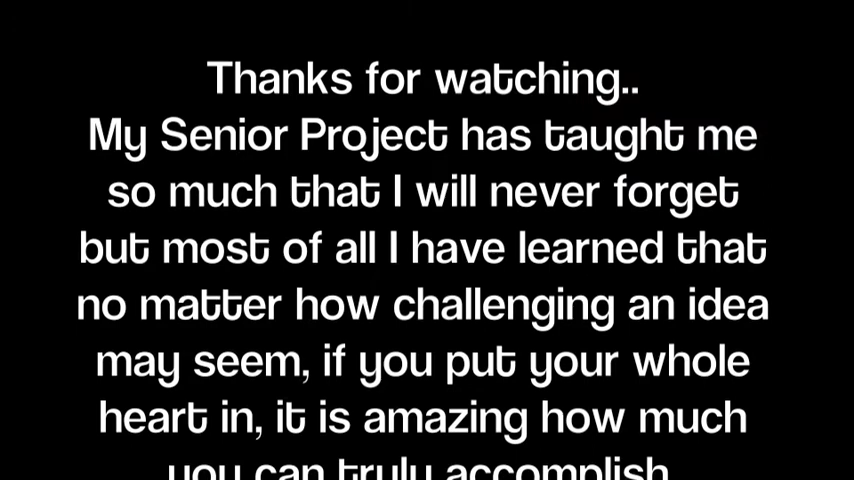 Thanks for watching..
My Senior Project has taught me
so much that I will never forget
but most of all I have learned that
no matter how challenging an idea
may seem, if you put your whole
heart in, it is amazing how much
you can truly accomplish